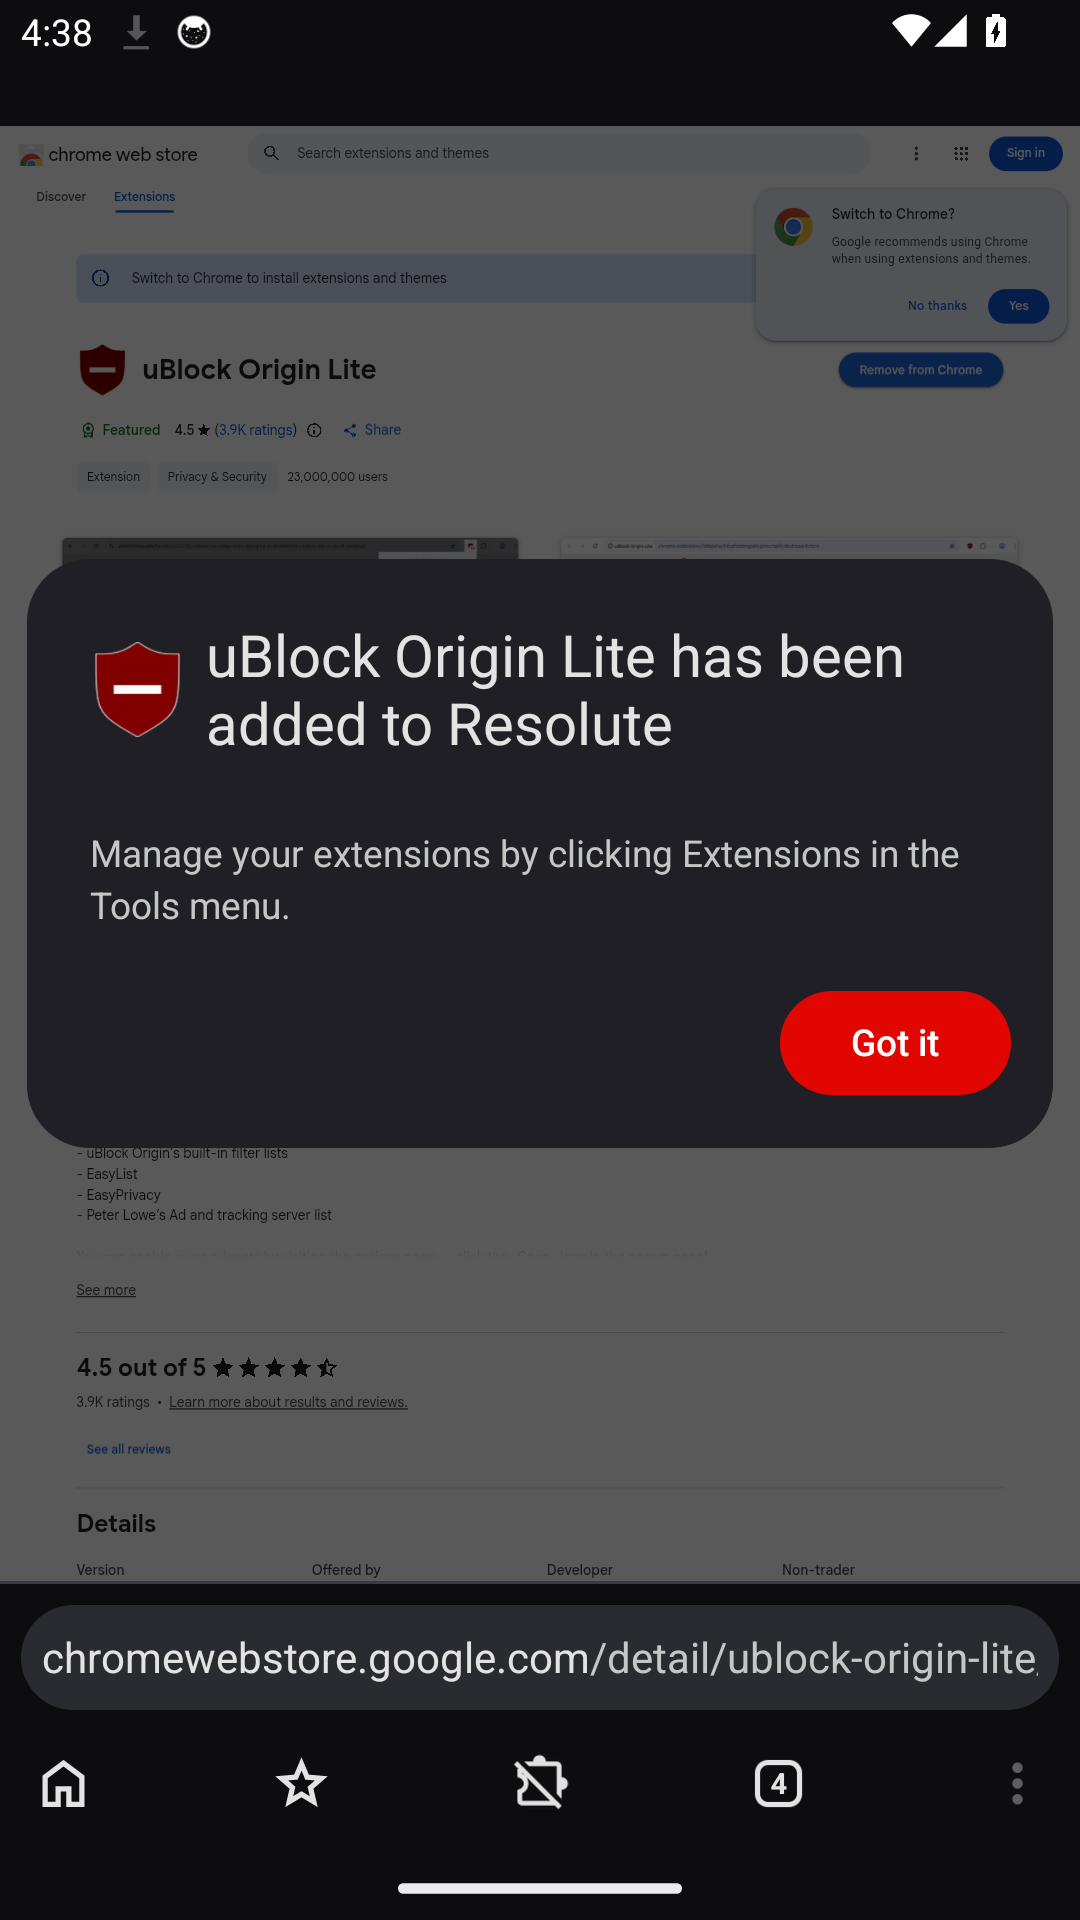 4:38
chrome web store
Search extensions and themes
Sign in
Discover
Extensions
Switch to Chrome?
Google recommends using Chrome
when using extensions and themes.
No thanks
Yes
Switch to Chrome to install extensions and themes
uBlock Origin Lite
Remove from Chrome
Featured 4.5 ★ (3.9K ratings) Share
Extension
Privacy & Security
23,000,000 users
uBlock Origin Lite has been
added to Resolute
Manage your extensions by clicking Extensions in the
Tools menu.
Got it
- uBlock Origin's built-in filter lists
- EasyList
- EasyPrivacy
- Peter Lowe's Ad and tracking server list
See more
4.5 out of 5
3.9K ratings • Learn more about results and reviews.
See all reviews
Details
Version
Offered by
Developer
Non-trader
chromewebstore.google.com/detail/ublock-origin-lite
4